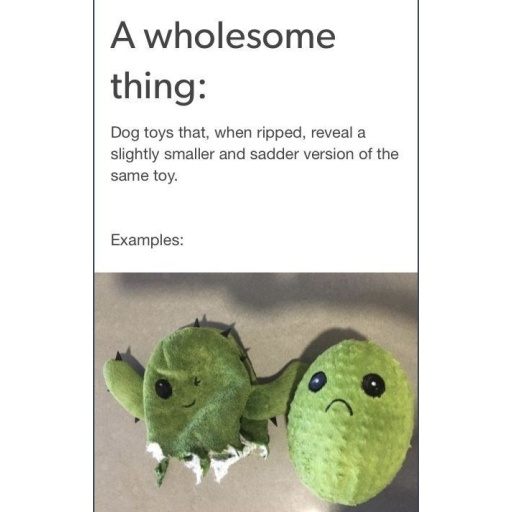 A wholesome
thing:
Dog toys that, when ripped, reveal a
slightly smaller and sadder version of the
same toy.
Examples: